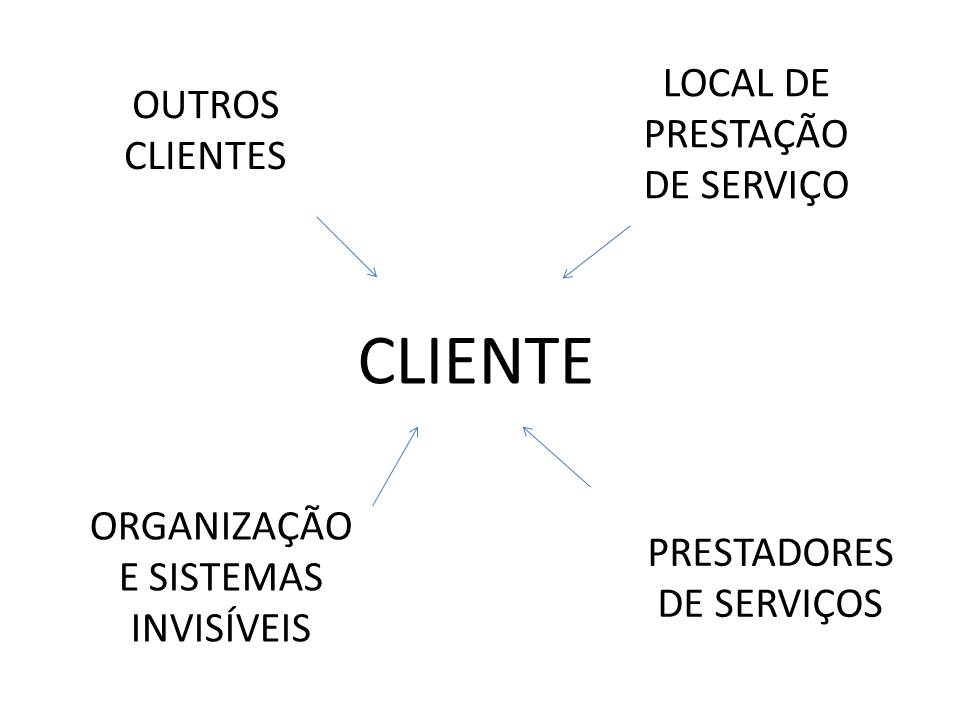 OUTROS
CLIENTES
LOCAL DE
PRESTAÇÃO
DE SERVIÇO
CLIENTE
ORGANIZAÇÃO
E SISTEMAS
INVISÍVEIS
PRESTADORES
DE SERVIÇOS